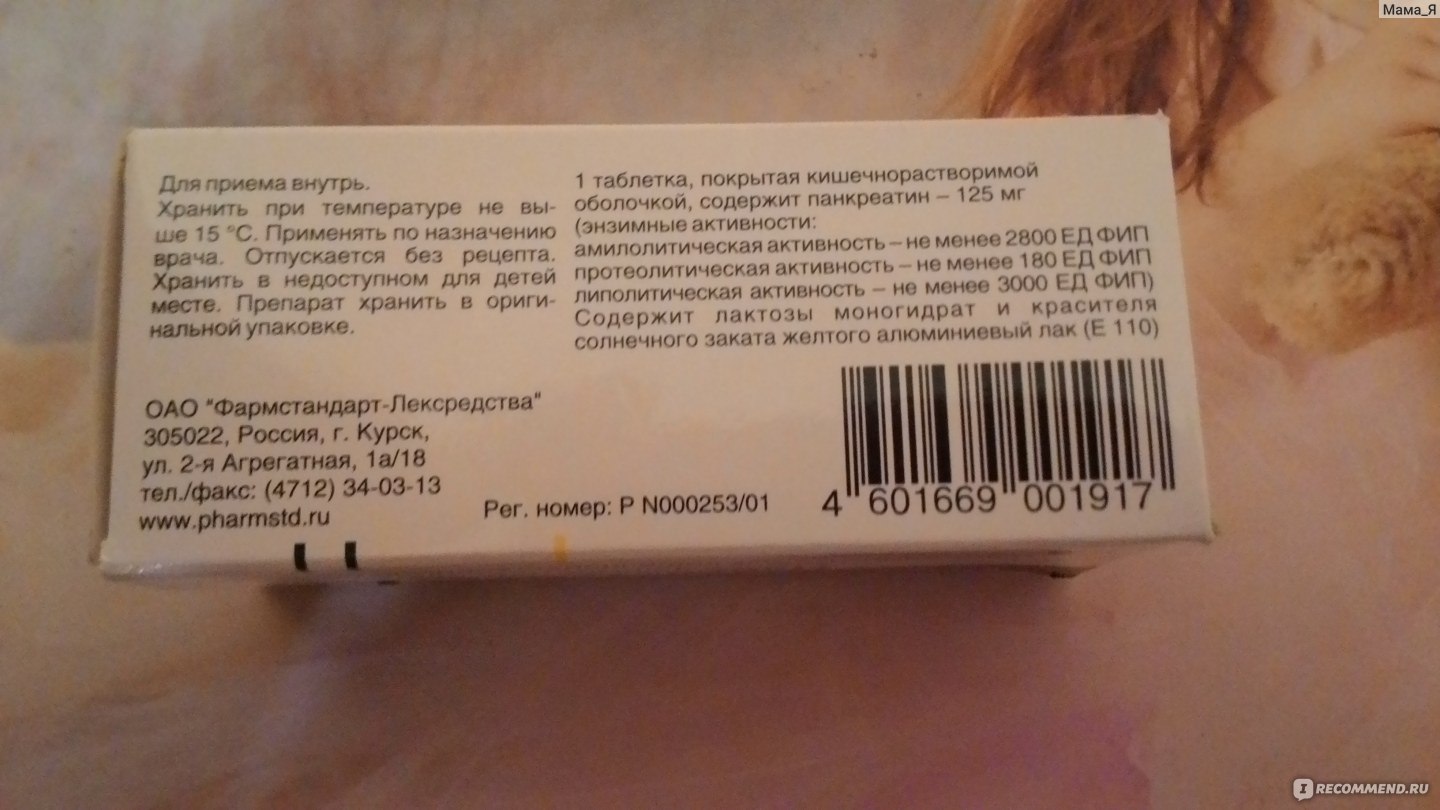 Мама_Я
Для приема внутрь.
Хранить при температуре не вы-
ше 15 °С. Применять по назначению
врача. Отпускается без рецепта.
Хранить в недоступном для детей
месте. Препарат хранить в ориги-
нальной упаковке.
1 таблетка, покрытая кишечнорастворимой
оболочкой, содержит панкреатин – 125 мг
(энзимные активности:
амилолитическая активность – не менее 2800 ЕД ФИП
протеолитическая активность – не менее 180 ЕД ФИП
липолитическая активность – не менее 3000 ЕД ФИП)
Содержит лактозы моногидрат и красителя
солнечного заката желтого алюминиевый лак (Е 110)
ОАО "Фармстандарт-Лексредства"
305022, Россия, г. Курск,
ул. 2-я Агрегатная, 1а/18
тел./факс: (4712) 34-03-13
www.pharmstd.ru
Рег. номер: Р N000253/01
4 601669 001917
IRECOMMEND.RU